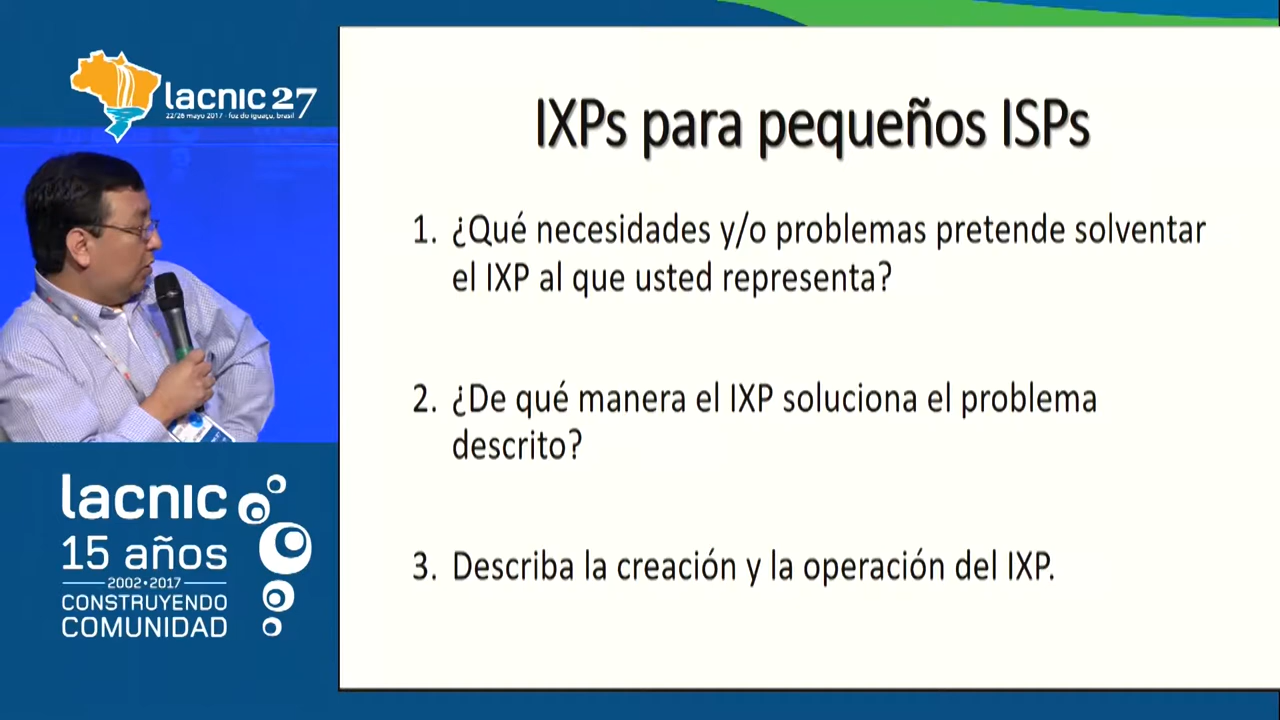 lacnic 27
22/26 mayo 2017 - foz do iguaçu, brasil
IXPs para pequeños ISPs
1. ¿Qué necesidades y/o problemas pretende solventar
el IXP al que usted representa?
2. ¿De qué manera el IXP soluciona el problema
descrito?
3. Describa la creación y la operación del IXP.
lacnic
15 años
2002•2017
CONSTRUYENDO
COMUNIDAD